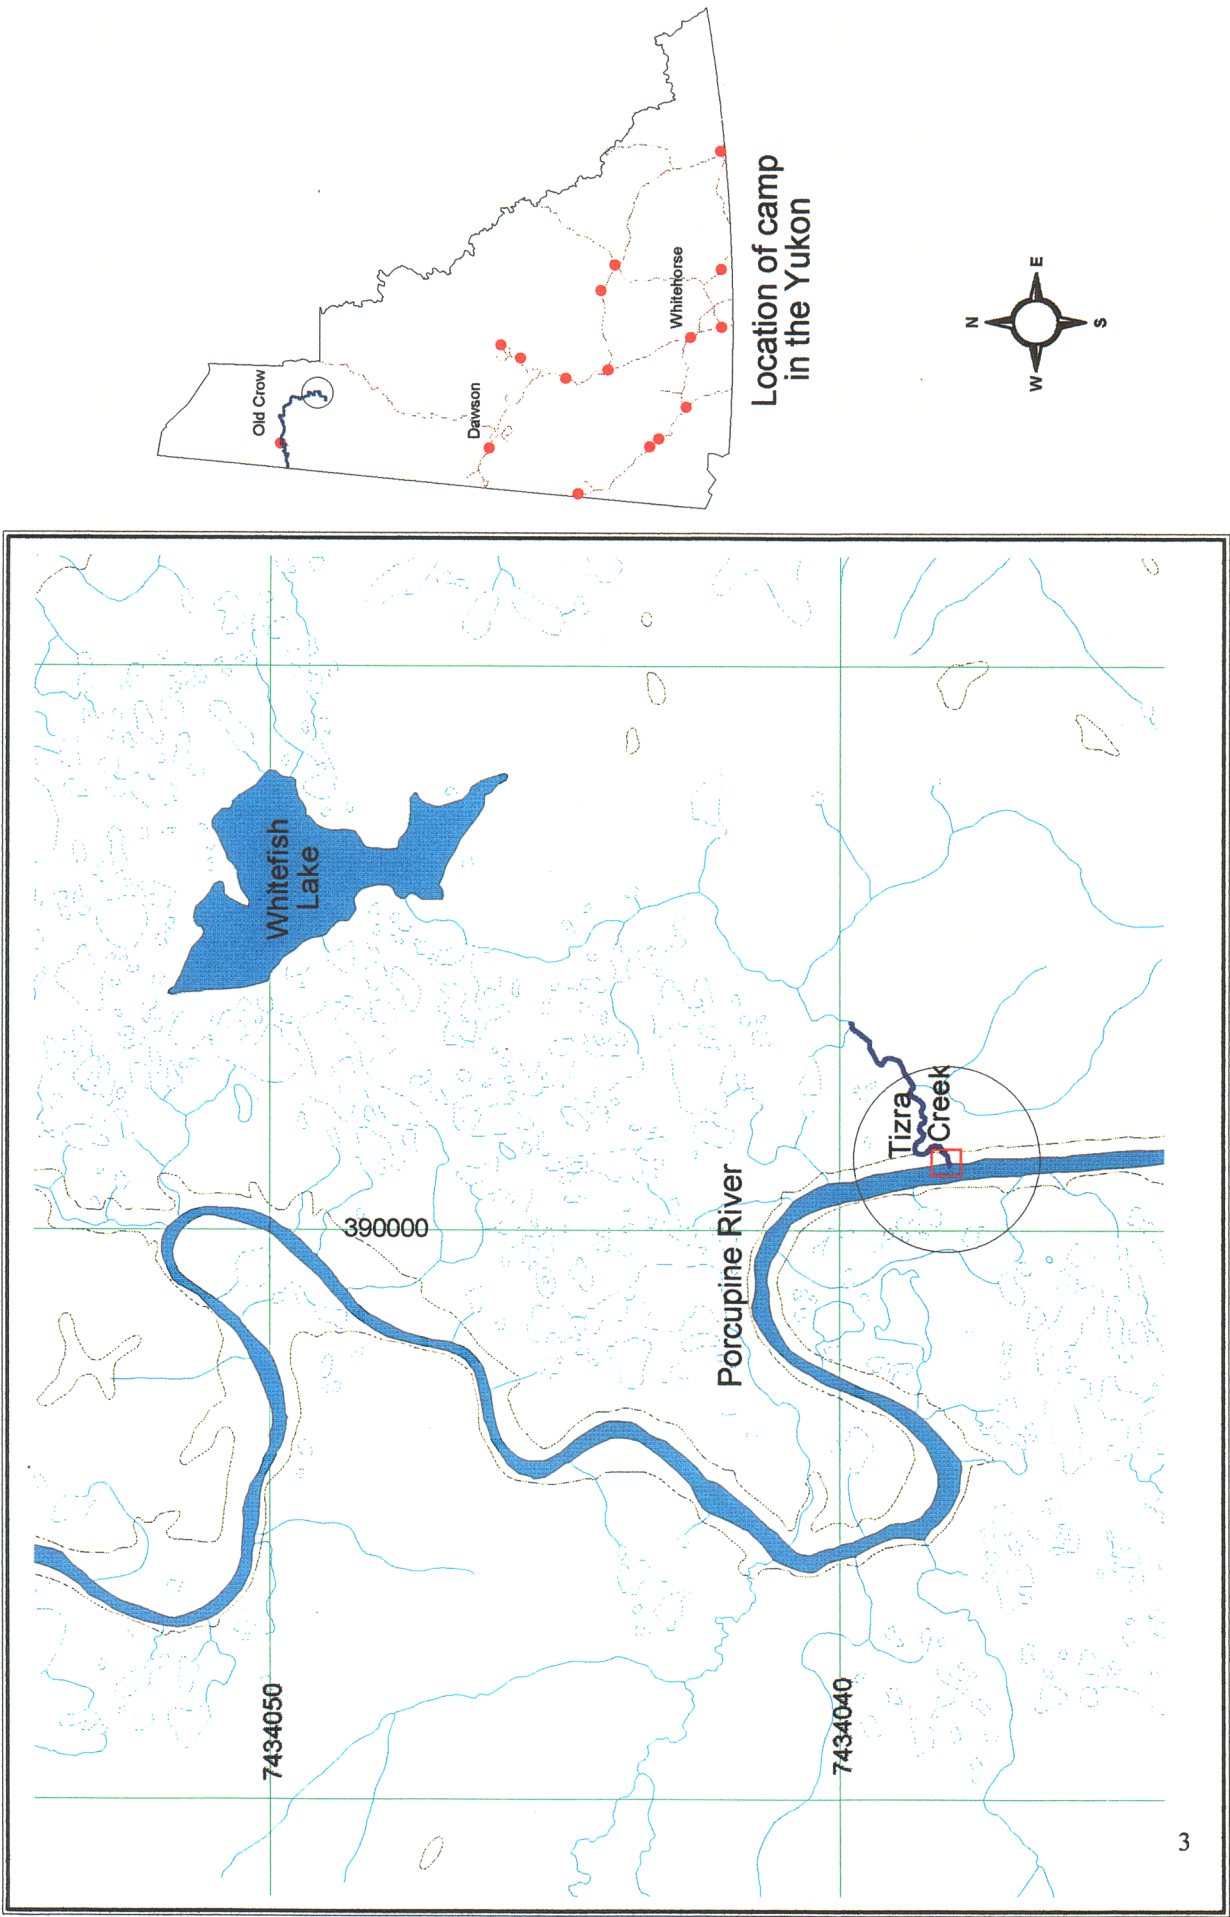 Old Crow
Dawson
Whitehorse
Location of camp
in the Yukon
N
W
E
S
Whitefish
Lake
Tizra
Creek
390000
Porcupine River
7434050
7434040
3